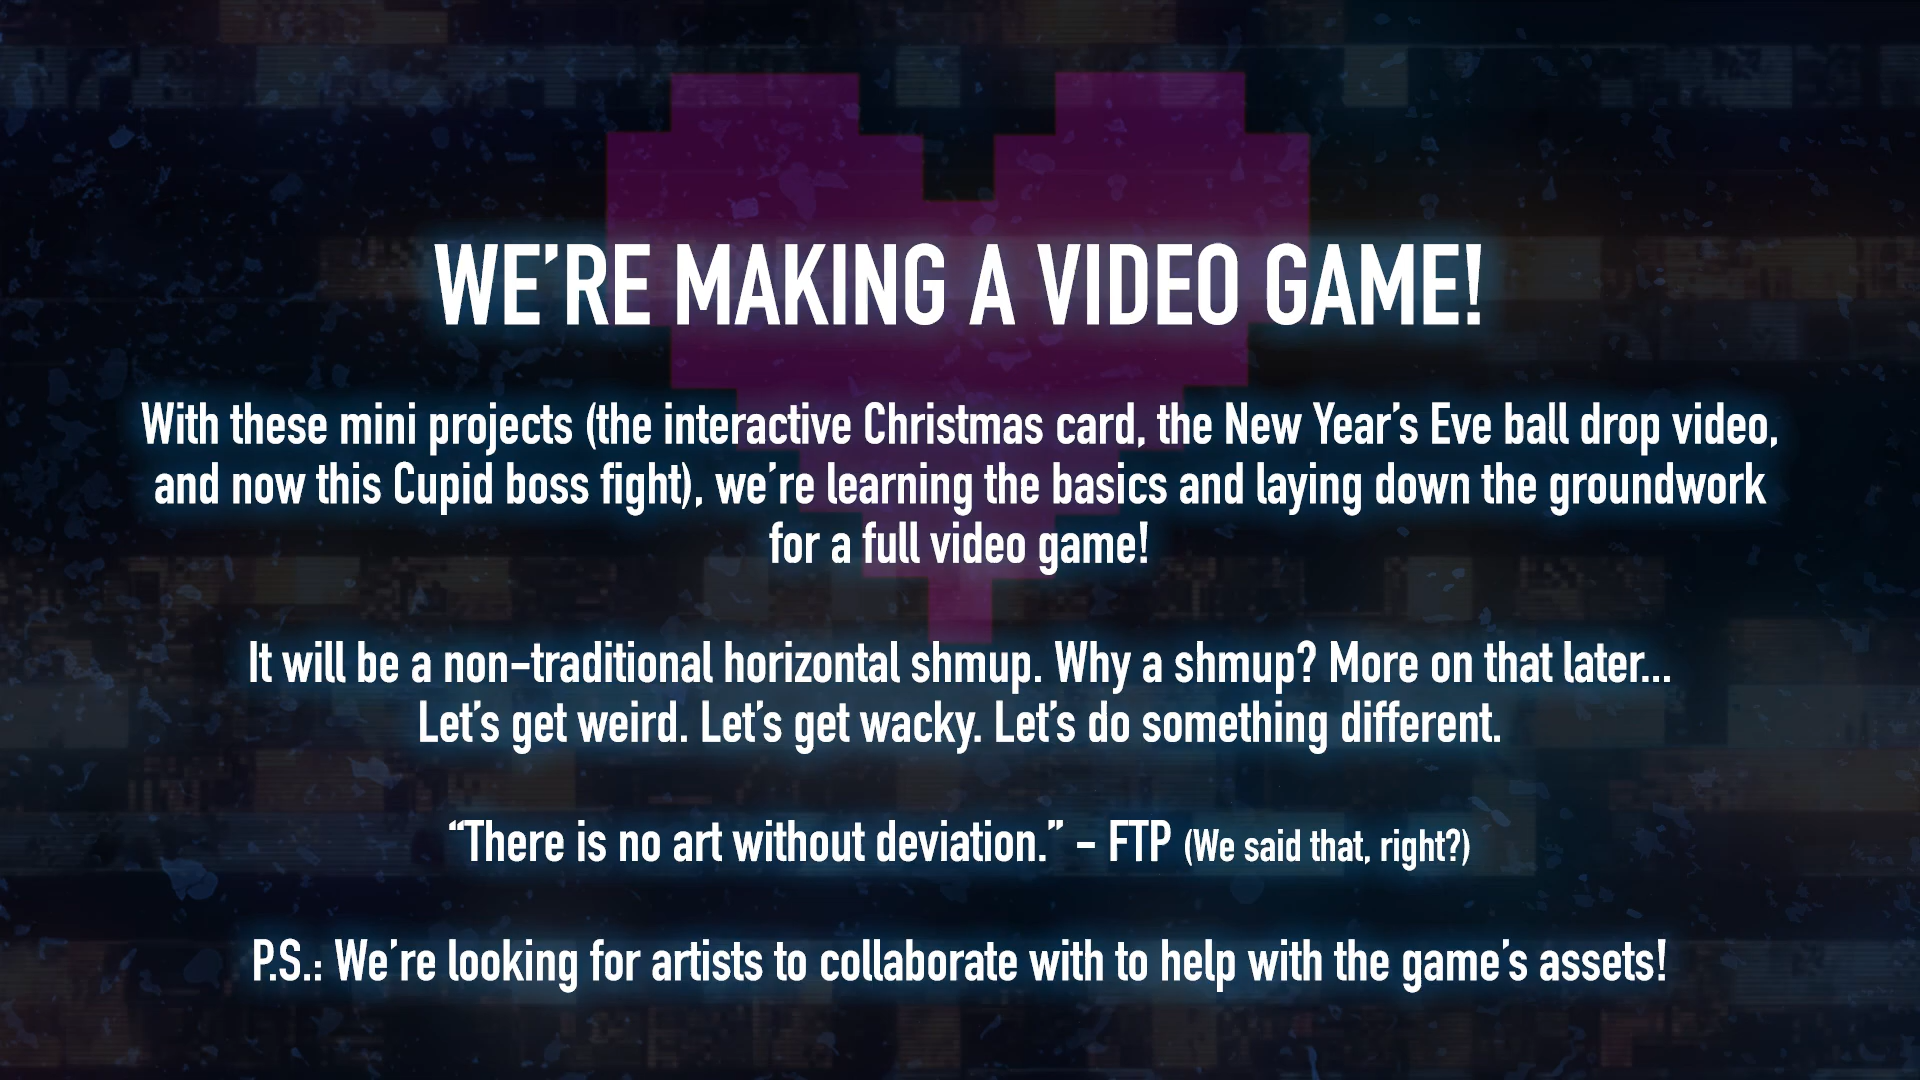 WE’RE MAKING A VIDEO GAME!
With these mini projects (the interactive Christmas card, the New Year’s Eve ball drop video,
and now this Cupid boss fight), we’re learning the basics and laying down the groundwork
for a full video game!
It will be a non-traditional horizontal shmup. Why a shmup? More on that later...
Let’s get weird. Let’s get wacky. Let’s do something different.
“There is no art without deviation.” – FTP (We said that, right?)
P.S.: We’re looking for artists to collaborate with to help with the game’s assets!